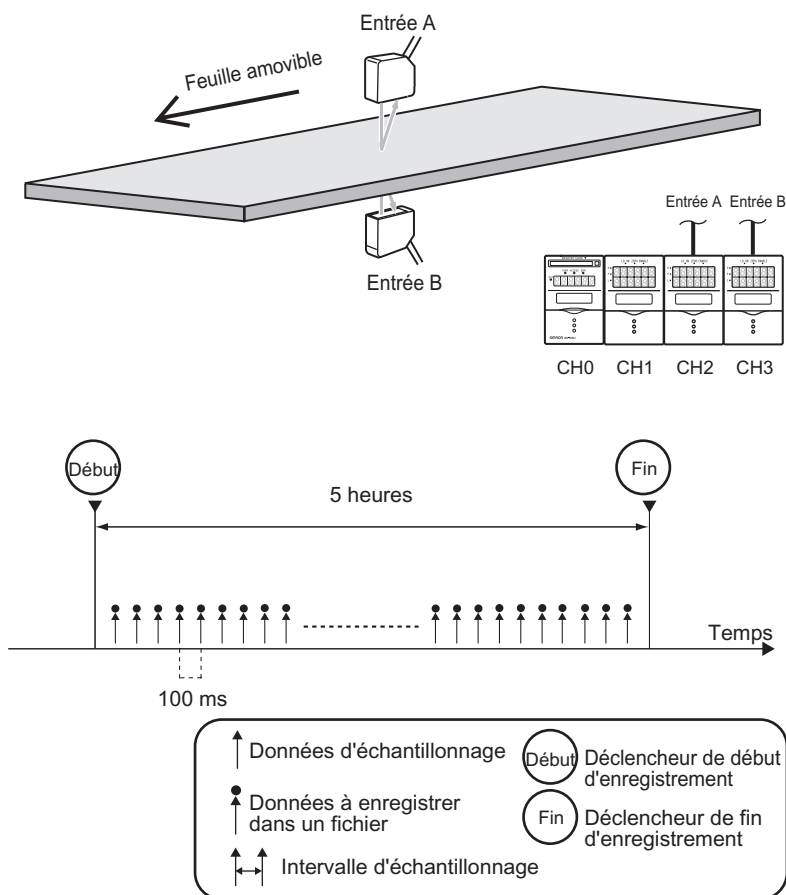 Entrée A
Feuille amovible
Entrée B
Entrée A Entrée B
CH0 CH1 CH2 CH3
Début
Fin
5 heures
Temps
100 ms
Données d'échantillonnage
Données à enregistrer
dans un fichier
Intervalle d'échantillonnage
Début
Déclencheur de début
d'enregistrement
Fin
Déclencheur de fin
d'enregistrement